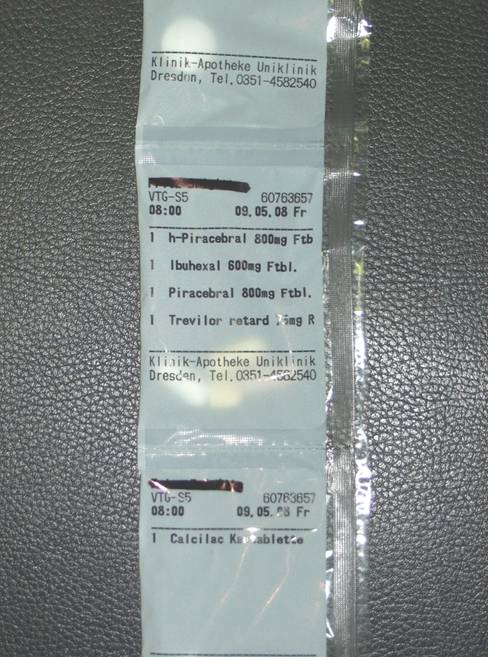 Klinik-Apotheke Uniklinik
Dresden, Tel.0351-4582540
VTG-S5 60763657
08:00 09.05.08 Fr
1 h-Piracebral 800mg Ftb
1 Ibuhexal 600mg Ftbl.
1 Piracebral 800mg Ftbl.
1 Trevilor retard R
Klinik-Apotheke Uniklinik
Dresden, Tel.0351-4582540
VTG-S5 60763657
08:00 09.05.08 Fr
1 Calcilac